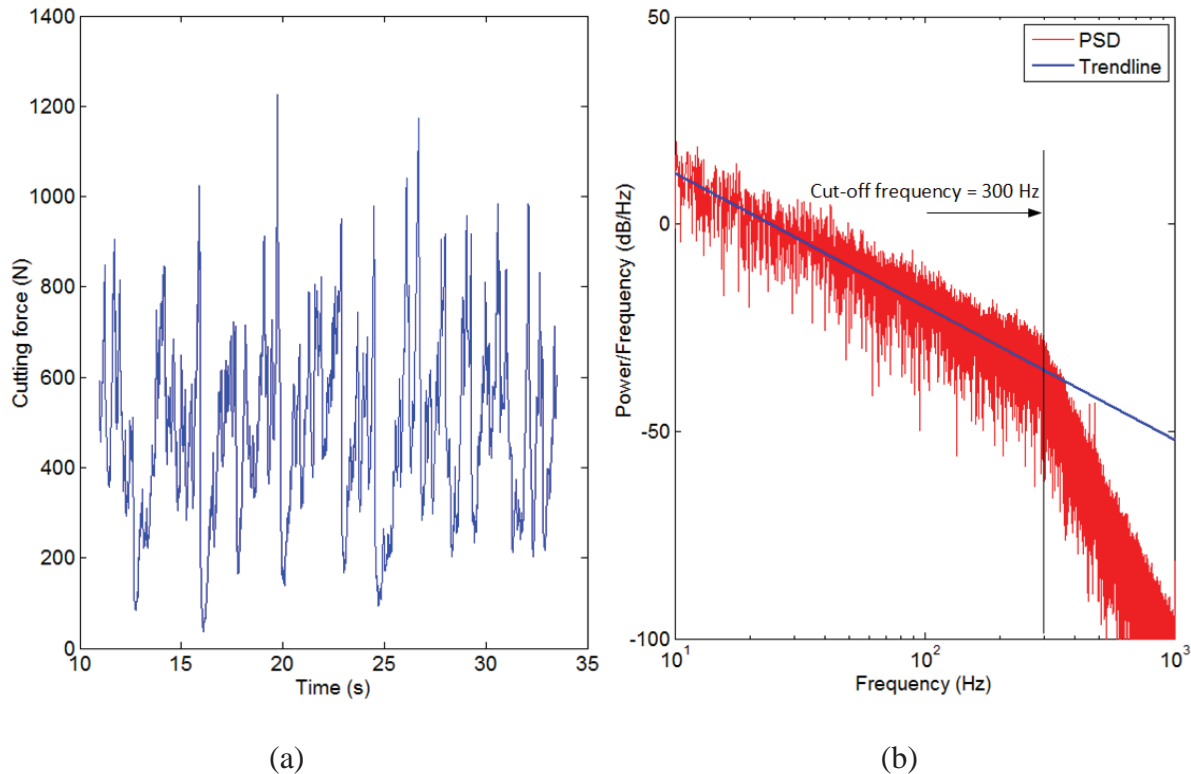 1400
1200
1000
800
600
400
200
0
10
15
20
25
30
35
Cutting force (N)
Time (s)
(a)
50
0
-50
-100
10^1
10^2
10^3
Power/Frequency (dB/Hz)
Frequency (Hz)
PSD
Trendline
Cut-off frequency = 300 Hz
(b)